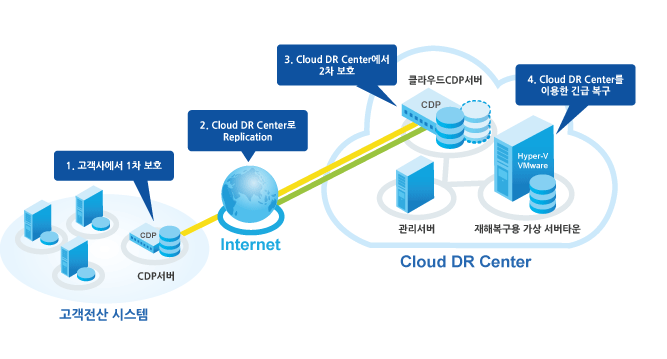 3. Cloud DR Center에서
2차 보호
클라우드CDP서버
4. Cloud DR Center를
이용한 긴급 복구
CDP
2. Cloud DR Center로
Replication
Hyper-V
VMware
1. 고객사에서 1차 보호
CDP
Internet
관리서버
재해복구용 가상 서버타운
CDP서버
Cloud DR Center
고객전산 시스템